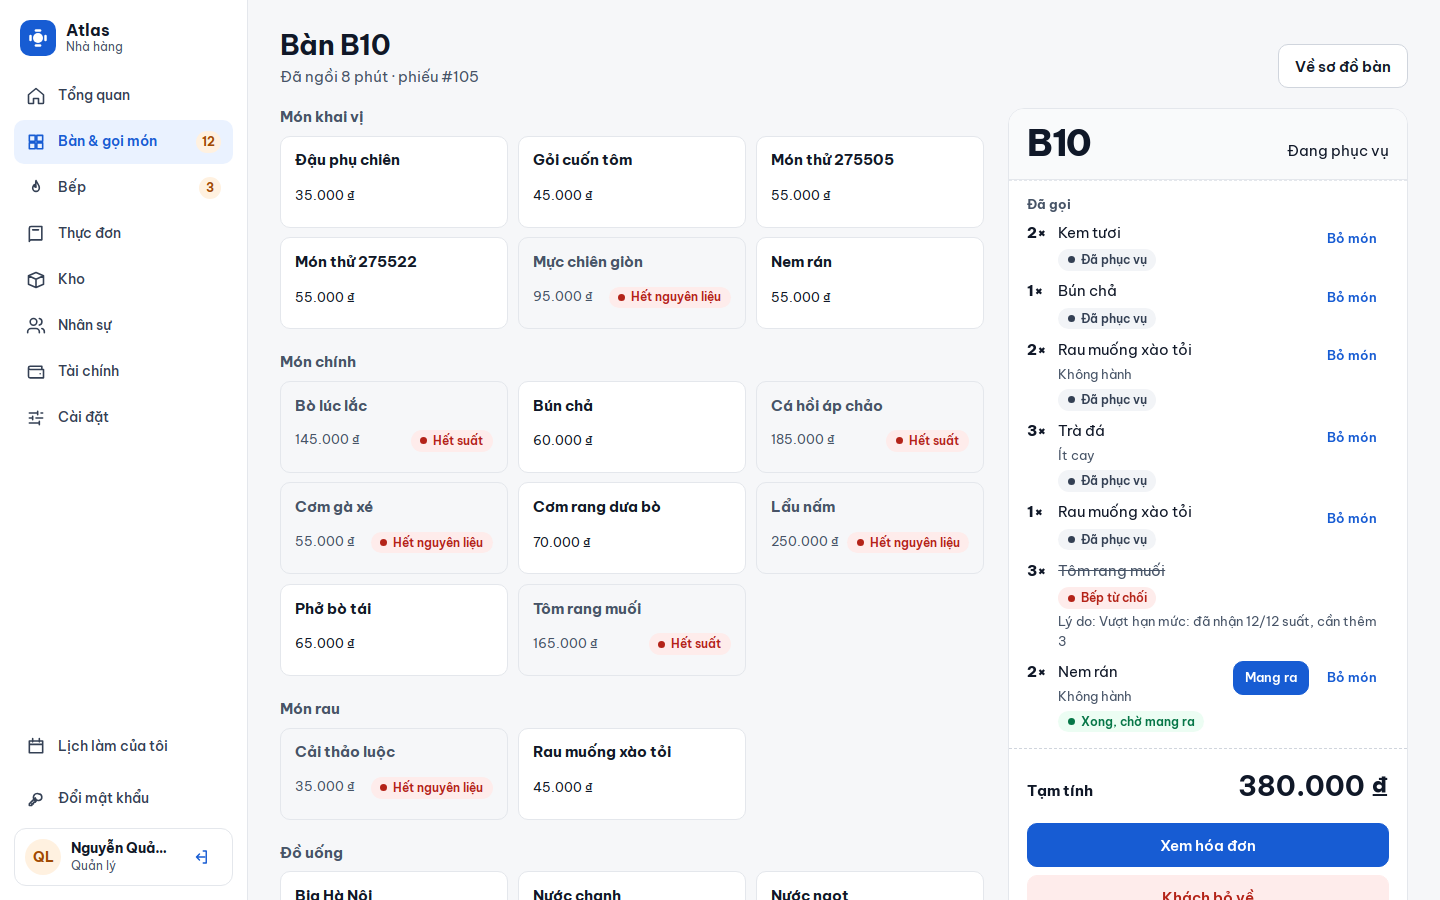 Atlas
Nhà hàng
Tổng quan
Bàn & gọi món 12
Bếp 3
Thực đơn
Kho
Nhân sự
Tài chính
Cài đặt
Lịch làm của tôi
Đổi mật khẩu
QL
Nguyễn Quả...
Quản lý
Bàn B10
Đã ngồi 8 phút · phiếu #105
Về sơ đồ bàn
Món khai vị
Đậu phụ chiên
35.000 ₫
Gỏi cuốn tôm
45.000 ₫
Món thử 275505
55.000 ₫
Món thử 275522
55.000 ₫
Mực chiên giòn
95.000 ₫ Hết nguyên liệu
Nem rán
55.000 ₫
Món chính
Bò lúc lắc
145.000 ₫ Hết suất
Bún chả
60.000 ₫
Cá hồi áp chảo
185.000 ₫ Hết suất
Cơm gà xé
55.000 ₫ Hết nguyên liệu
Cơm rang dưa bò
70.000 ₫
Lẩu nấm
250.000 ₫ Hết nguyên liệu
Phở bò tái
65.000 ₫
Tôm rang muối
165.000 ₫ Hết suất
Món rau
Cải thảo luộc
35.000 ₫ Hết nguyên liệu
Rau muống xào tỏi
45.000 ₫
Đồ uống
Bia Hà Nội
Nước chanh
Nước ngọt
B10
Đang phục vụ
Đã gọi
2× Kem tươi Bỏ món
Đã phục vụ
1× Bún chả Bỏ món
Đã phục vụ
2× Rau muống xào tỏi Bỏ món
Không hành
Đã phục vụ
3× Trà đá Bỏ món
Ít cay
Đã phục vụ
1× Rau muống xào tỏi Bỏ món
Đã phục vụ
3× Tôm rang muối
Bếp từ chối
Lý do: Vượt hạn mức: đã nhận 12/12 suất, cần thêm
3
2× Nem rán Mang ra Bỏ món
Không hành
Xong, chờ mang ra
Tạm tính 380.000 ₫
Xem hóa đơn
Khách bỏ về